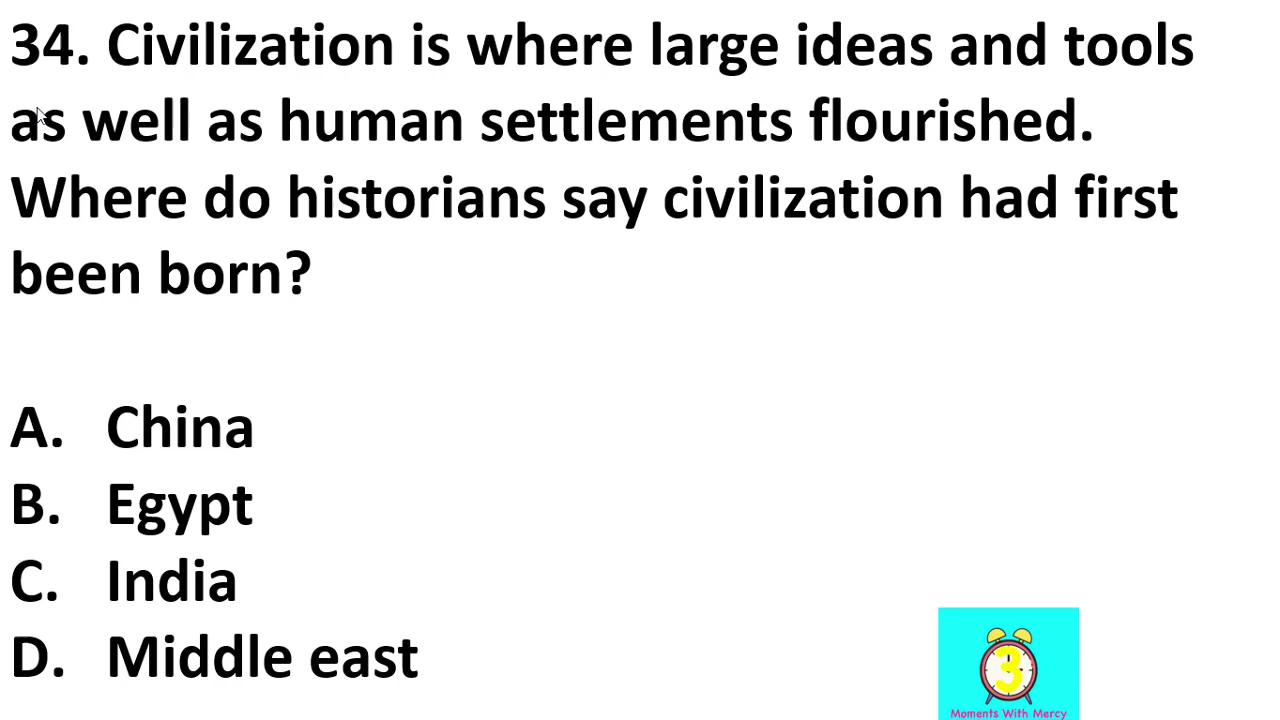 34. Civilization is where large ideas and tools
as well as human settlements flourished.
Where do historians say civilization had first
been born?
A. China
B. Egypt
C. India
D. Middle east
3
Moments With Mercy